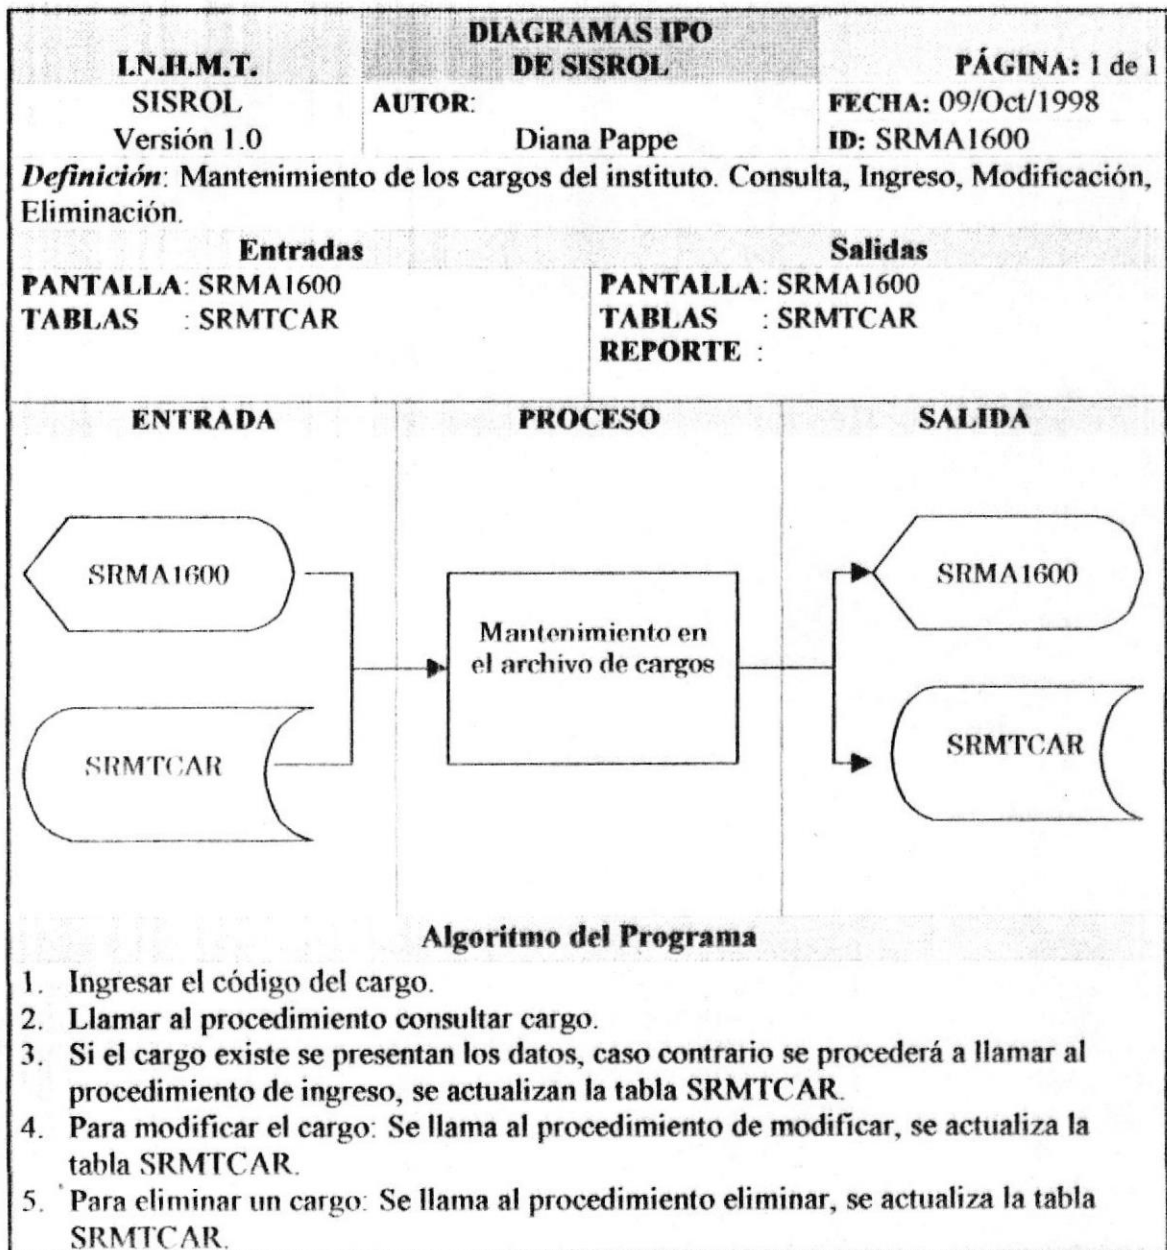 DIAGRAMAS IPO
I.N.H.M.T. DE SISROL PÁGINA: 1 de 1
SISROL AUTOR: FECHA: 09/Oct/1998
Versión 1.0 Diana Pappe ID: SRMA1600
Definición: Mantenimiento de los cargos del instituto. Consulta, Ingreso, Modificación,
Eliminación.
Entradas Salidas
PANTALLA: SRMA1600 PANTALLA: SRMA1600
TABLAS : SRMTCAR TABLAS : SRMTCAR
REPORTE :
ENTRADA PROCESO SALIDA
SRMA1600 SRMA1600
Mantenimiento en
el archivo de cargos
SRMTCAR SRMTCAR
Algoritmo del Programa
1. Ingresar el código del cargo.
2. Llamar al procedimiento consultar cargo.
3. Si el cargo existe se presentan los datos, caso contrario se procederá a llamar al
procedimiento de ingreso, se actualizan la tabla SRMTCAR.
4. Para modificar el cargo: Se llama al procedimiento de modificar, se actualiza la
tabla SRMTCAR.
5. Para eliminar un cargo: Se llama al procedimiento eliminar, se actualiza la tabla
SRMTCAR.